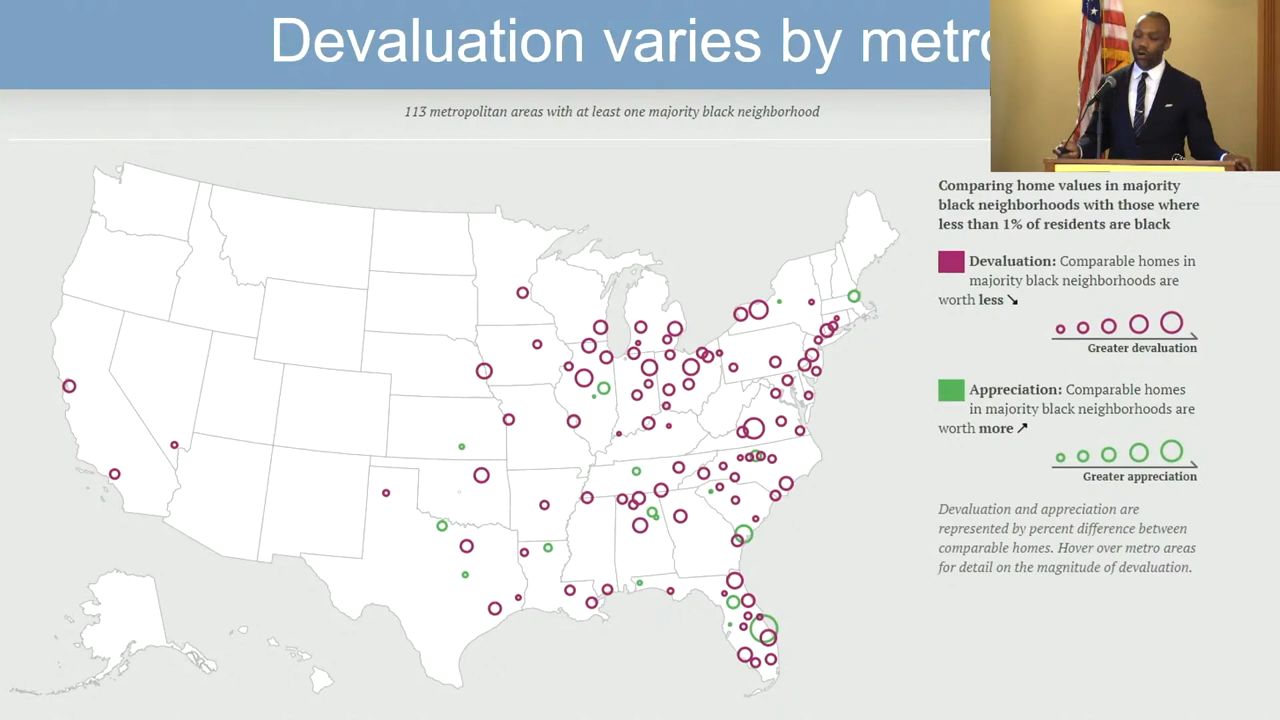 Devaluation varies by metro
113 metropolitan areas with at least one majority black neighborhood
Comparing home values in majority
black neighborhoods with those where
less than 1% of residents are black
Devaluation: Comparable homes in
majority black neighborhoods are
worth less ➘
Greater devaluation
Appreciation: Comparable homes
in majority black neighborhoods are
worth more ➚
Greater appreciation
Devaluation and appreciation are
represented by percent difference between
comparable homes. Hover over metro areas
for detail on the magnitude of devaluation.